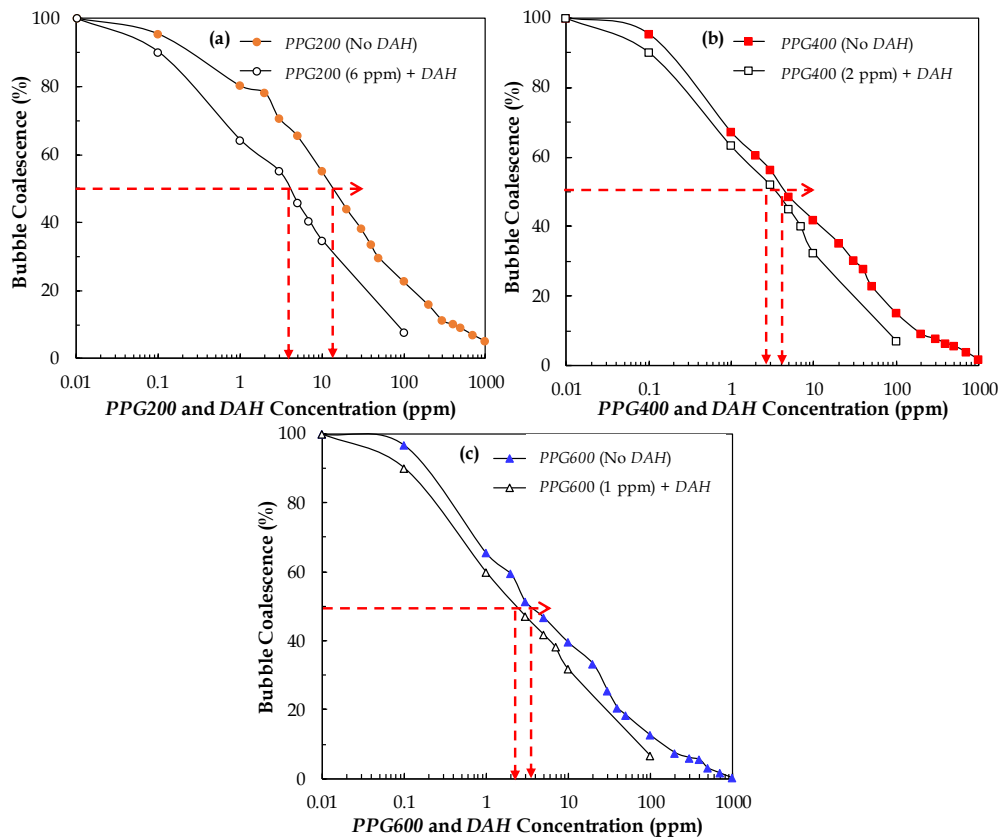 (a)
PPG200 (No DAH)
PPG200 (6 ppm) + DAH
Bubble Coalescence (%)
100
80
60
40
20
0
0.01 0.1 1 10 100 1000
PPG200 and DAH Concentration (ppm)
(b)
PPG400 (No DAH)
PPG400 (2 ppm) + DAH
Bubble Coalescence (%)
100
80
60
40
20
0
0.01 0.1 1 10 100 1000
PPG400 and DAH Concentration (ppm)
(c)
PPG600 (No DAH)
PPG600 (1 ppm) + DAH
Bubble Coalescence (%)
100
80
60
40
20
0
0.01 0.1 1 10 100 1000
PPG600 and DAH Concentration (ppm)